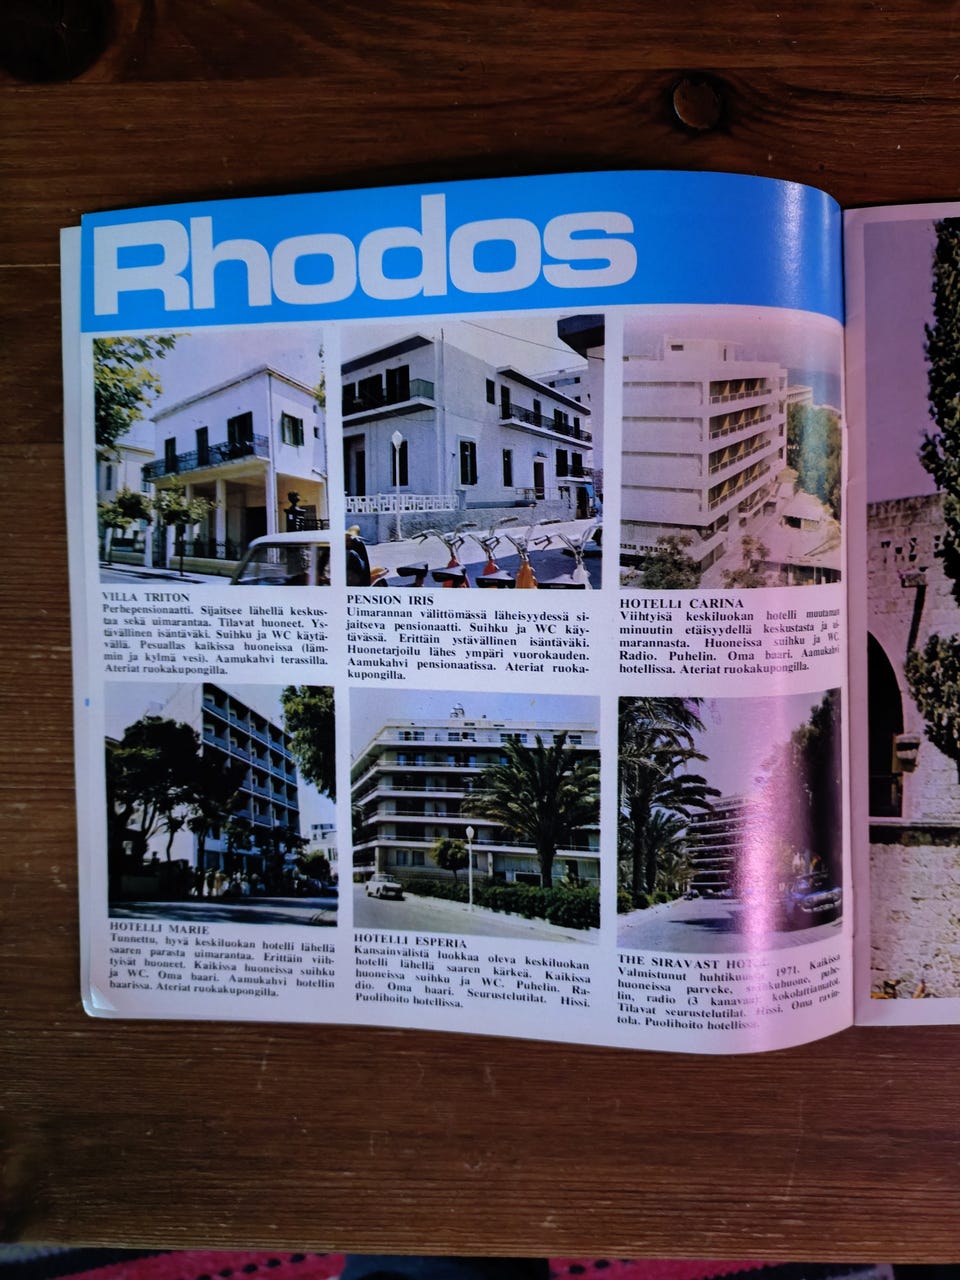 Rhodos
VILLA TRITON
Perhepensionaatti. Sijaitsee lähellä keskus-
taa sekä uimarantaa. Tilavat huoneet. Ys-
tävällinen isäntäväki. Suihku ja WC käytä-
vällä. Pesuallas kaikissa huoneissa (läm-
min ja kylmä vesi). Aamukahvi terassilla.
Ateriat ruokakupongilla.
PENSION IRIS
Uimarannan välittömässä läheisyydessä si-
jaitseva pensionaatti. Suihku ja WC käy-
tävässä. Erittäin ystävällinen isäntäväki.
Huonetarjoilu lähes ympäri vuorokauden.
Aamukahvi pensionaatissa. Ateriat ruoka-
kupongilla.
HOTELLI CARINA
Viihtyisä keskiluokan hotelli muutaman
minuutin etäisyydellä keskustasta ja ui-
marannasta. Huoneissa suihku ja WC.
Radio. Puhelin. Oma baari. Aamukahvi
hotellissa. Ateriat ruokakupongilla.
HOTELLI MARIE
Tunnettu, hyvä keskiluokan hotelli lähellä
saaren parasta uimarantaa. Erittäin viih-
tyisät huoneet. Kaikissa huoneissa suihku
ja WC. Oma baari. Aamukahvi hotellin
baarissa. Ateriat ruokakupongilla.
HOTELLI ESPERIA
Kansainvälistä luokkaa oleva keskiluokan
hotelli lähellä saaren kärkeä. Kaikissa
huoneissa suihku ja WC. Puhelin. Ra-
dio. Oma baari. Seurustelutilat. Hissi.
Puolihoito hotellissa.
THE SIRAVAST HOTEL
Valmistunut huhtikuussa 1971. Kaikissa
huoneissa parveke, suihkuhuone, puhe-
lin, radio (3 kanavaa), kokolattiamatot.
Tilavat seurustelutilat. Hissi. Oma ravin-
tola. Puolihoito hotellissa.